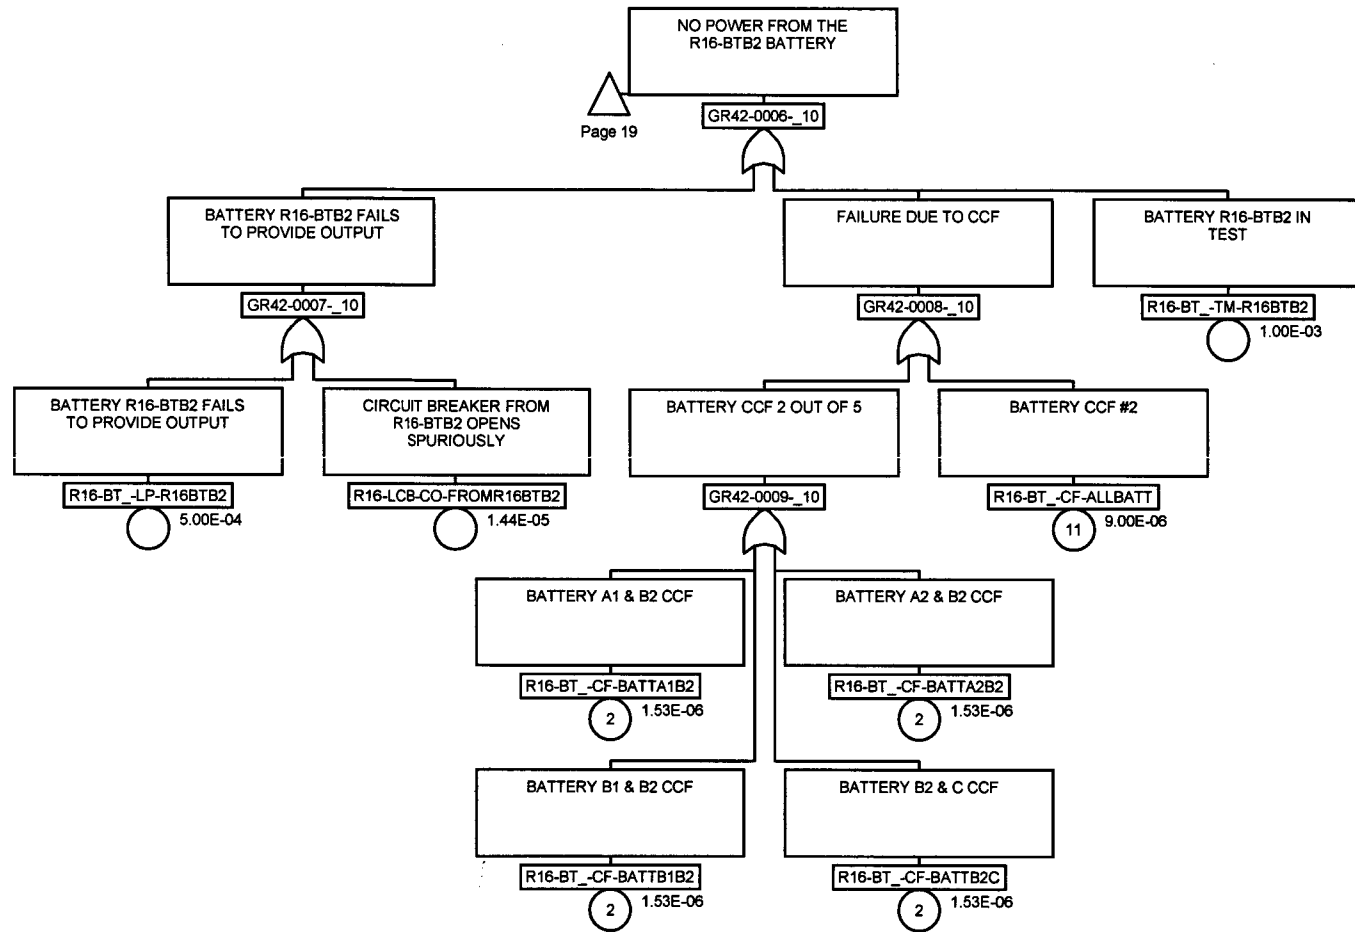 NO POWER FROM THE
R16-BTB2 BATTERY
Page 19
GR42-0006-_10
BATTERY R16-BTB2 FAILS
TO PROVIDE OUTPUT
GR42-0007-_10
FAILURE DUE TO CCF
GR42-0008-_10
BATTERY R16-BTB2 IN
TEST
R16-BT_-TM-R16BTB2
1.00E-03
BATTERY R16-BTB2 FAILS
TO PROVIDE OUTPUT
R16-BT_-LP-R16BTB2
5.00E-04
CIRCUIT BREAKER FROM
R16-BTB2 OPENS
SPURIOUSLY
R16-LCB-CO-FROMR16BTB2
1.44E-05
BATTERY CCF 2 OUT OF 5
GR42-0009-_10
BATTERY CCF #2
R16-BT_-CF-ALLBATT
11
9.00E-06
BATTERY A1 & B2 CCF
R16-BT_-CF-BATTA1B2
2
1.53E-06
BATTERY A2 & B2 CCF
R16-BT_-CF-BATTA2B2
2
1.53E-06
BATTERY B1 & B2 CCF
R16-BT_-CF-BATTB1B2
2
1.53E-06
BATTERY B2 & C CCF
R16-BT_-CF-BATTB2C
2
1.53E-06